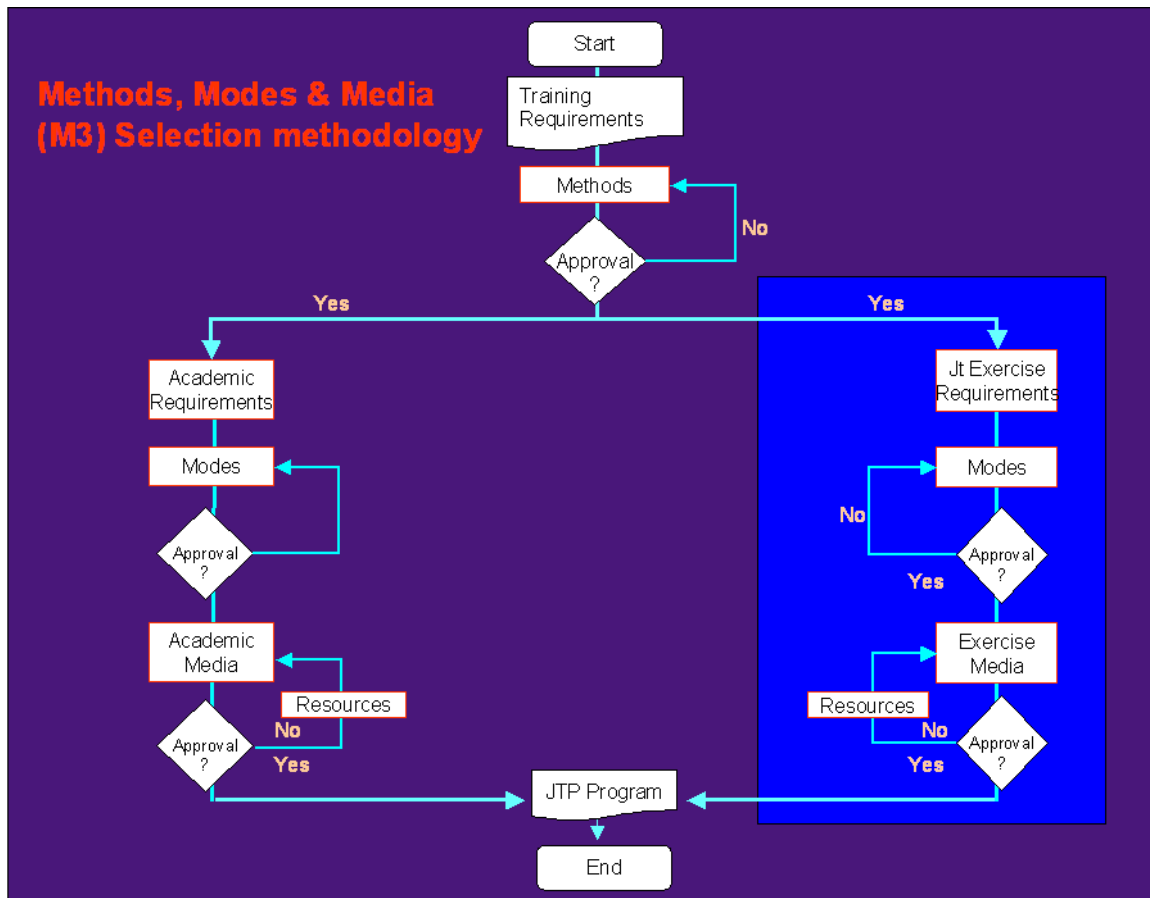 Start
Methods, Modes & Media
(M3) Selection methodology
Training
Requirements
Methods
No
Approval
?
Yes
Yes
Academic
Requirements
Jt Exercise
Requirements
Modes
Modes
No
Approval
?
Approval
?
Yes
Academic
Media
Exercise
Media
Resources
Resources
No
No
Approval
?
Approval
?
Yes
Yes
JTP Program
End